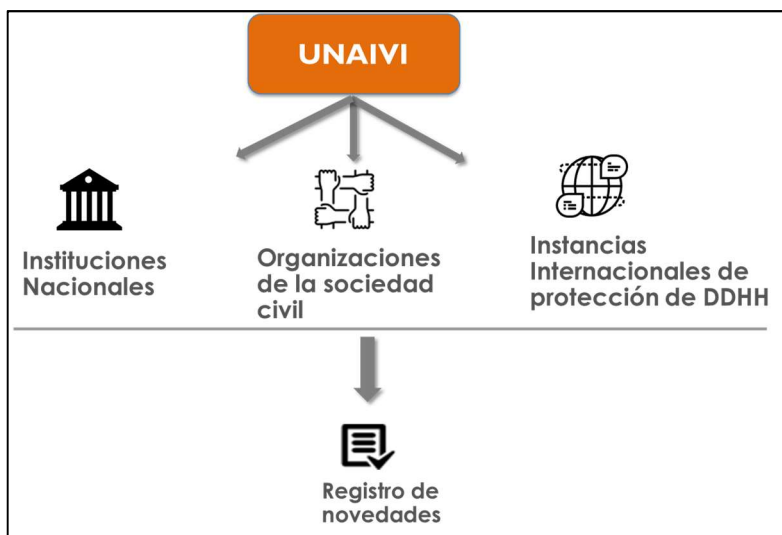 UNAIVI
Instituciones
Nacionales
Organizaciones
de la sociedad
civil
Instancias
Internacionales de
protección de DDHH
Registro de
novedades